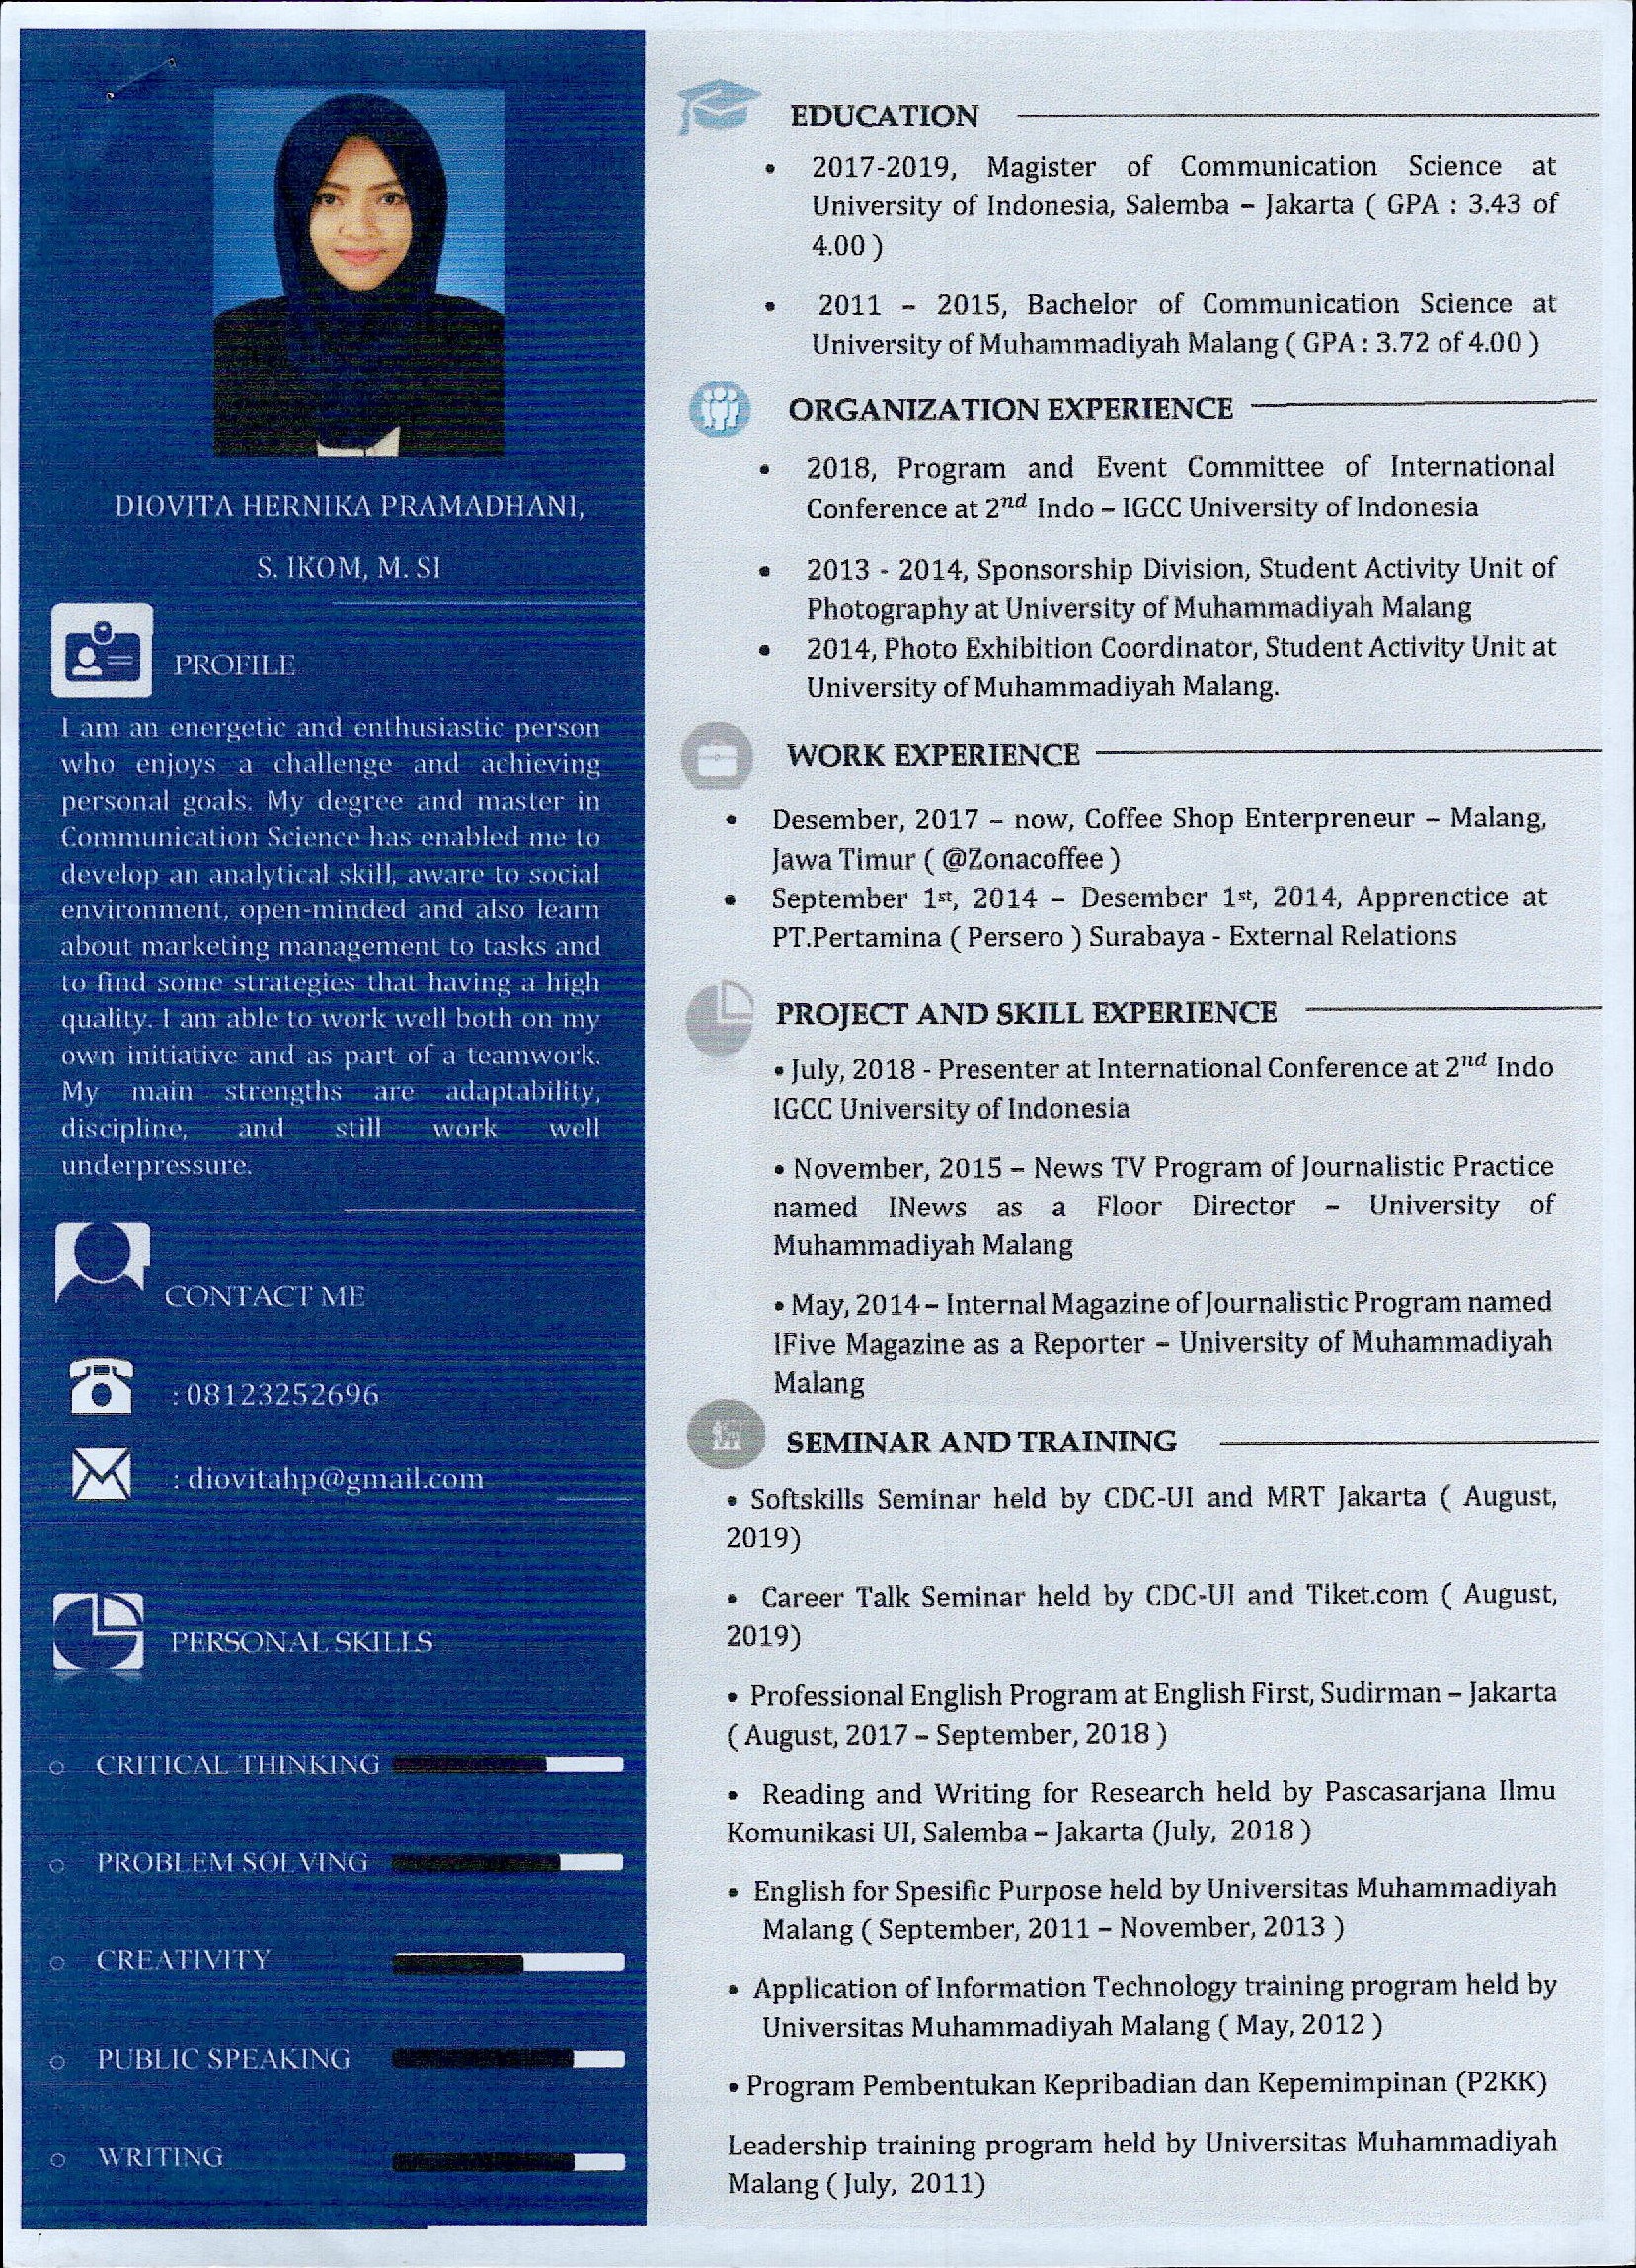 DIOVITA HERNIKA PRAMADHANI,
S. IKOM, M. SI
PROFILE
I am an energetic and enthusiastic person
who enjoys a challenge and achieving
personal goals. My degree and master in
Communication Science has enabled me to
develop an analytical skill, aware to social
environment, open-minded and also learn
about marketing management to tasks and
to find some strategies that having a high
quality. I am able to work well both on my
own initiative and as part of a teamwork.
My main strengths are adaptability,
discipline, and still work well
underpressure.
CONTACT ME
: 08123252696
: diovitahp@gmail.com
PERSONAL SKILLS
○ CRITICAL THINKING
○ PROBLEM SOLVING
○ CREATIVITY
○ PUBLIC SPEAKING
○ WRITING
EDUCATION
• 2017-2019, Magister of Communication Science at
University of Indonesia, Salemba – Jakarta ( GPA : 3.43 of
4.00 )
• 2011 – 2015, Bachelor of Communication Science at
University of Muhammadiyah Malang ( GPA : 3.72 of 4.00 )
ORGANIZATION EXPERIENCE
• 2018, Program and Event Committee of International
Conference at 2nd Indo – IGCC University of Indonesia
• 2013 - 2014, Sponsorship Division, Student Activity Unit of
Photography at University of Muhammadiyah Malang
• 2014, Photo Exhibition Coordinator, Student Activity Unit at
University of Muhammadiyah Malang.
WORK EXPERIENCE
• Desember, 2017 – now, Coffee Shop Enterpreneur – Malang,
Jawa Timur ( @Zonacoffee )
• September 1st, 2014 – Desember 1st, 2014, Apprenctice at
PT.Pertamina ( Persero ) Surabaya - External Relations
PROJECT AND SKILL EXPERIENCE
• July, 2018 - Presenter at International Conference at 2nd Indo
IGCC University of Indonesia
• November, 2015 – News TV Program of Journalistic Practice
named INews as a Floor Director – University of
Muhammadiyah Malang
• May, 2014 – Internal Magazine of Journalistic Program named
IFive Magazine as a Reporter – University of Muhammadiyah
Malang
SEMINAR AND TRAINING
• Softskills Seminar held by CDC-UI and MRT Jakarta ( August,
2019)
• Career Talk Seminar held by CDC-UI and Tiket.com ( August,
2019)
• Professional English Program at English First, Sudirman – Jakarta
( August, 2017 – September, 2018 )
• Reading and Writing for Research held by Pascasarjana Ilmu
Komunikasi UI, Salemba – Jakarta (July, 2018 )
• English for Spesific Purpose held by Universitas Muhammadiyah
Malang ( September, 2011 – November, 2013 )
• Application of Information Technology training program held by
Universitas Muhammadiyah Malang ( May, 2012 )
• Program Pembentukan Kepribadian dan Kepemimpinan (P2KK)
Leadership training program held by Universitas Muhammadiyah
Malang ( July, 2011)